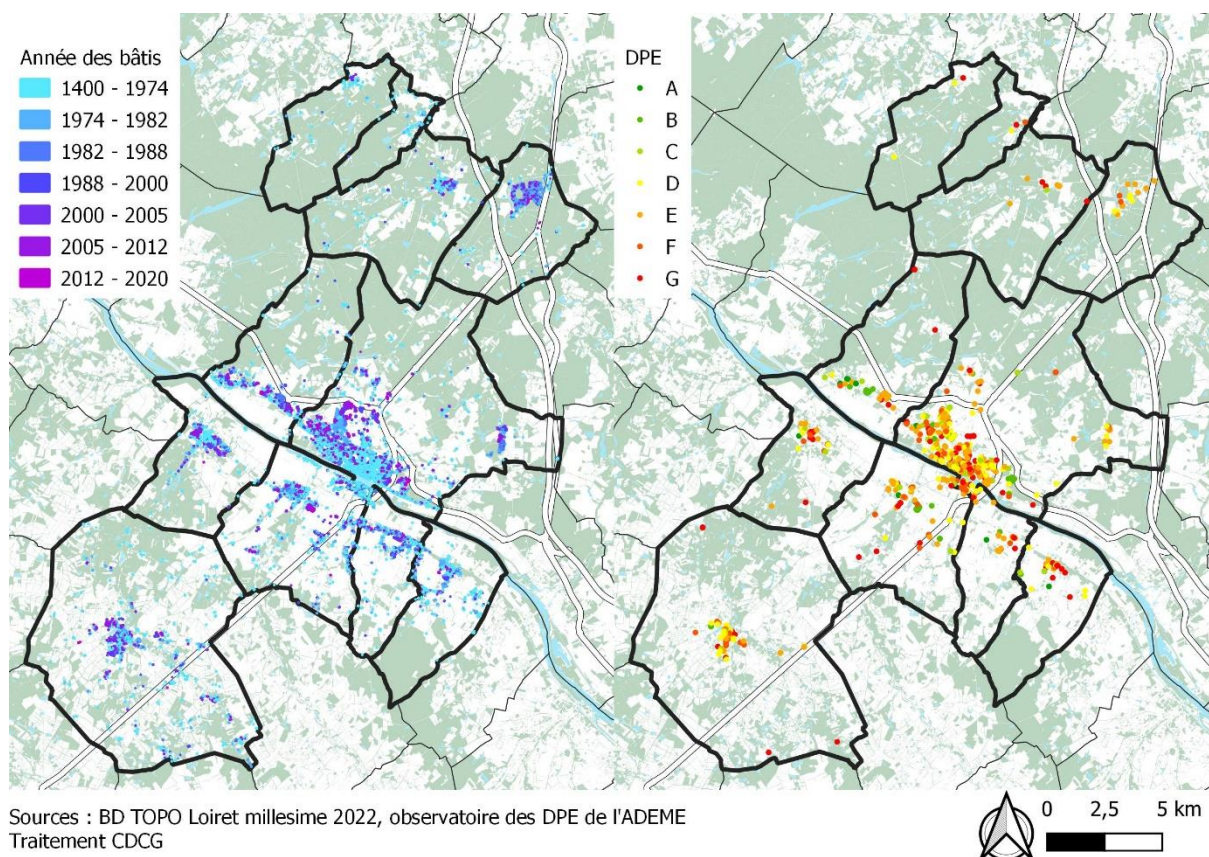 Année des bâtis
1400 - 1974
1974 - 1982
1982 - 1988
1988 - 2000
2000 - 2005
2005 - 2012
2012 - 2020
DPE
A
B
C
D
E
F
G
Sources : BD TOPO Loiret millesime 2022, observatoire des DPE de l'ADEME
Traitement CDCG
0 2,5 5 km